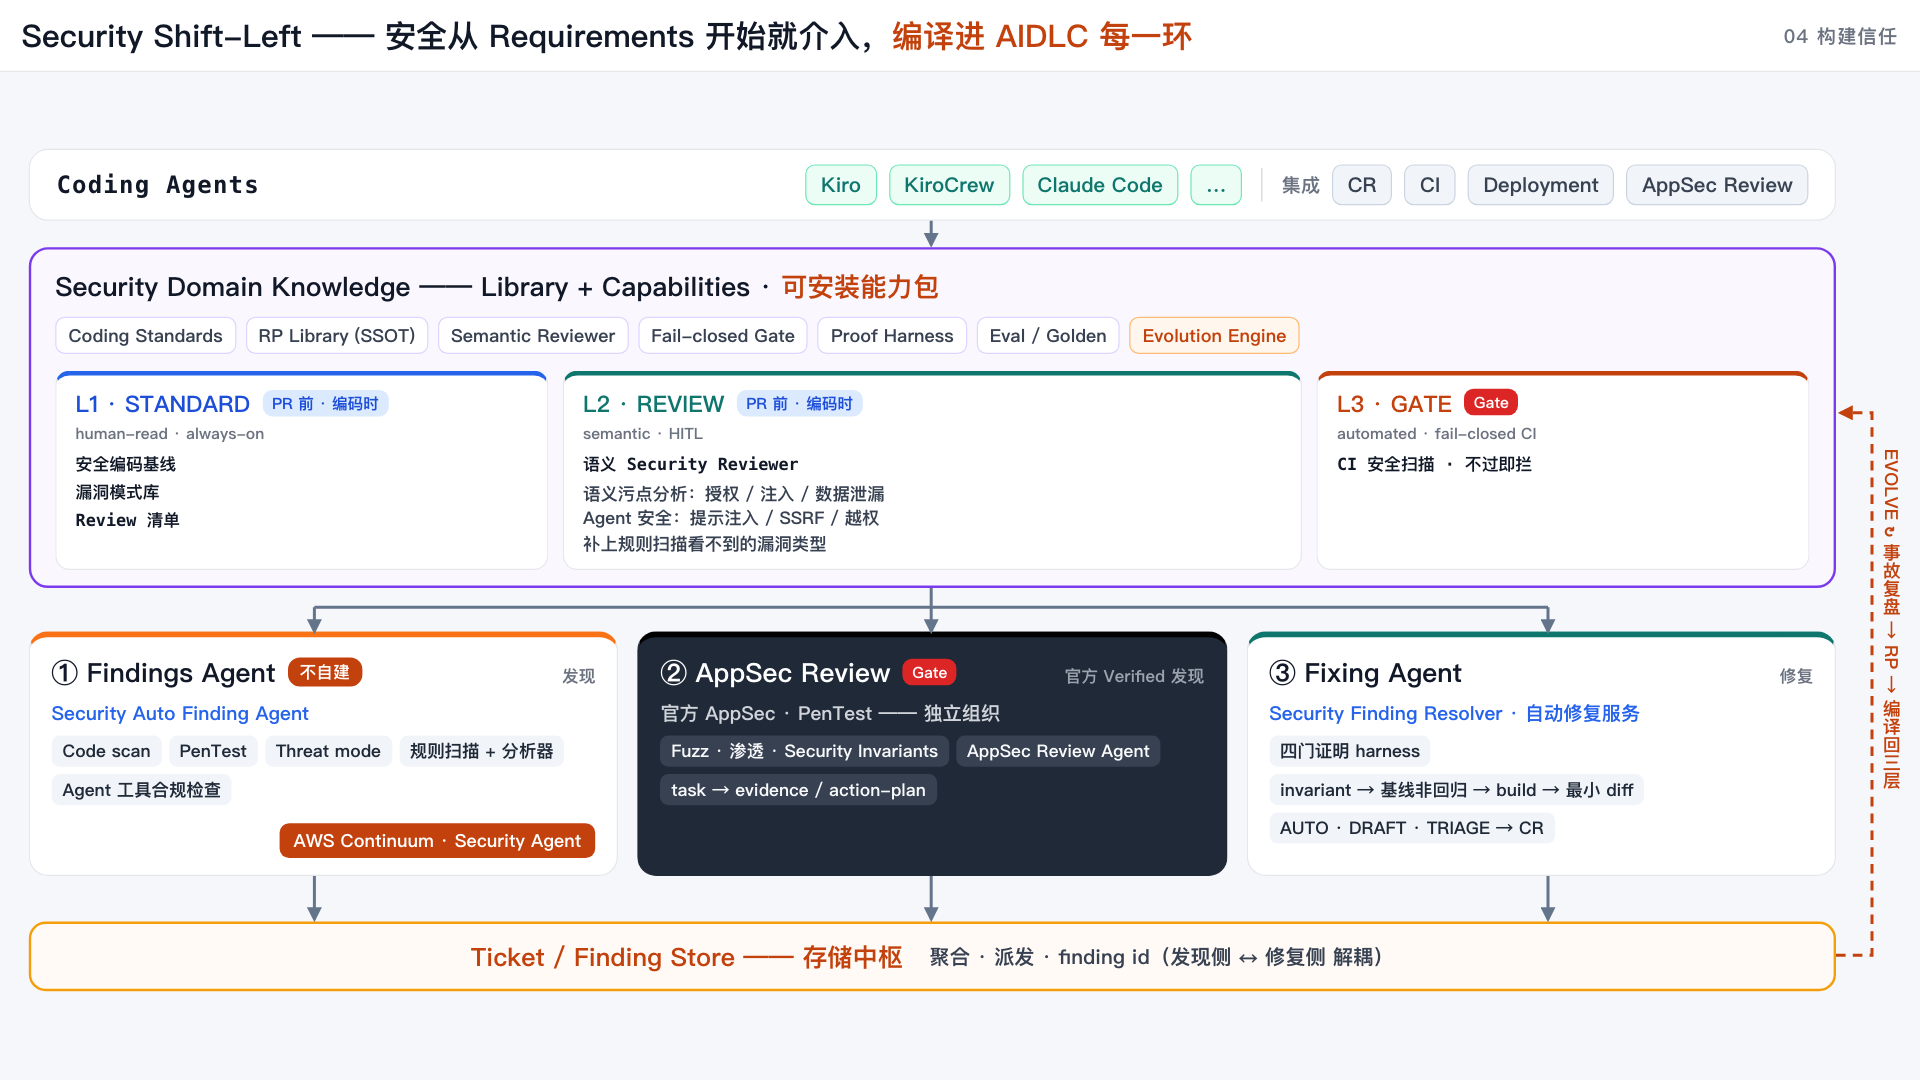 Security Shift-Left —— 安全从 Requirements 开始就介入，编译进 AIDLC 每一环
04 构建信任
Coding Agents
Kiro
KiroCrew
Claude Code
...
集成
CR
CI
Deployment
AppSec Review
Security Domain Knowledge —— Library + Capabilities · 可安装能力包
Coding Standards
RP Library (SSOT)
Semantic Reviewer
Fail-closed Gate
Proof Harness
Eval / Golden
Evolution Engine
L1 · STANDARD
PR 前 · 编码时
human-read · always-on
安全编码基线
漏洞模式库
Review 清单
L2 · REVIEW
PR 前 · 编码时
semantic · HITL
语义 Security Reviewer
语义污点分析：授权 / 注入 / 数据泄漏
Agent 安全：提示注入 / SSRF / 越权
补上规则扫描看不到的漏洞类型
L3 · GATE
Gate
automated · fail-closed CI
CI 安全扫描 · 不过即拦
① Findings Agent
不自建
发现
Security Auto Finding Agent
Code scan
PenTest
Threat mode
规则扫描 + 分析器
Agent 工具合规检查
AWS Continuum · Security Agent
② AppSec Review
Gate
官方 Verified 发现
官方 AppSec · PenTest —— 独立组织
Fuzz · 渗透 · Security Invariants
AppSec Review Agent
task → evidence / action-plan
③ Fixing Agent
修复
Security Finding Resolver · 自动修复服务
四门证明 harness
invariant → 基线非回归 → build → 最小 diff
AUTO · DRAFT · TRIAGE → CR
Ticket / Finding Store —— 存储中枢
聚合 · 派发 · finding id（发现侧 ↔ 修复侧 解耦）
EVOLVE ↻ 事故复盘 → RP → 编译回三层